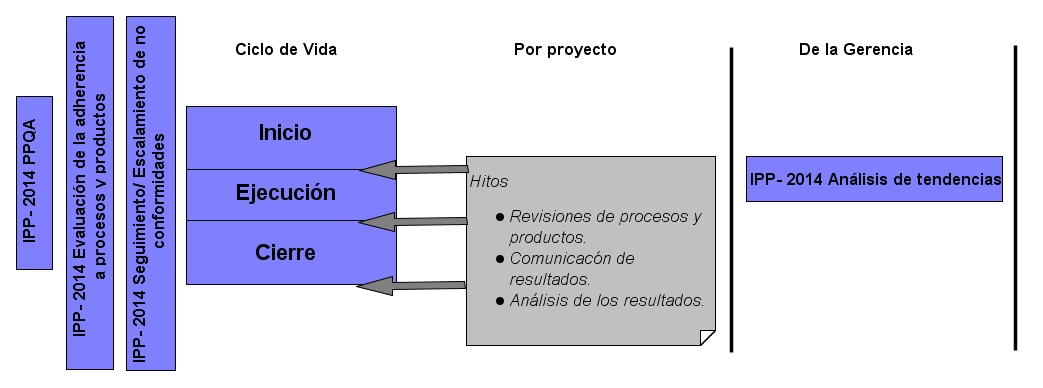 IPP- 2014 PPQA
IPP- 2014 Evaluación de la adherencia
a procesos y productos
IPP- 2014 Seguimiento/ Escalamiento de no
conformidades
Ciclo de Vida
Inicio
Ejecución
Cierre
Por proyecto
Hitos
● Revisiones de procesos y
productos.
● Comunicacón de
resultados.
● Análisis de los resultados.
De la Gerencia
IPP- 2014 Análisis de tendencias